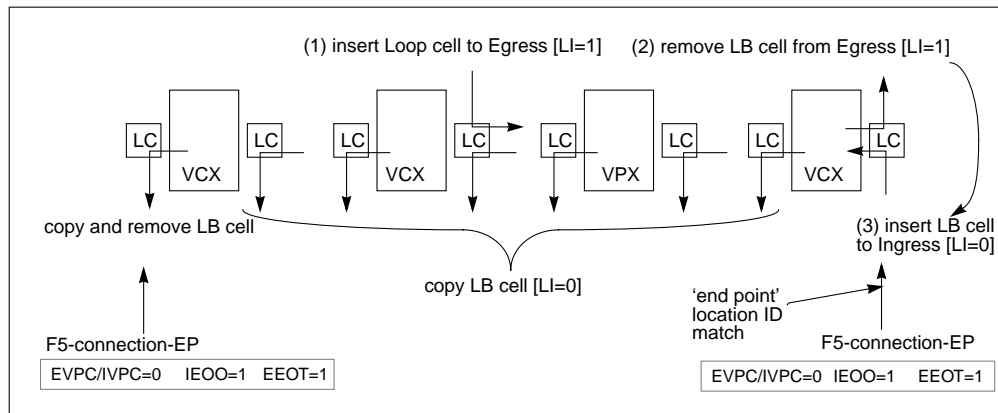 (1) insert Loop cell to Egress [LI=1]
(2) remove LB cell from Egress [LI=1]
LC
LC
LC
LC
LC
LC
LC
LC
VCX
VCX
VPX
VCX
copy and remove LB cell
(3) insert LB cell
to Ingress [LI=0]
copy LB cell [LI=0]
‘end point’
location ID
match
F5-connection-EP
F5-connection-EP
EVPC/IVPC=0 IEOO=1 EEOT=1
EVPC/IVPC=0 IEOO=1 EEOT=1